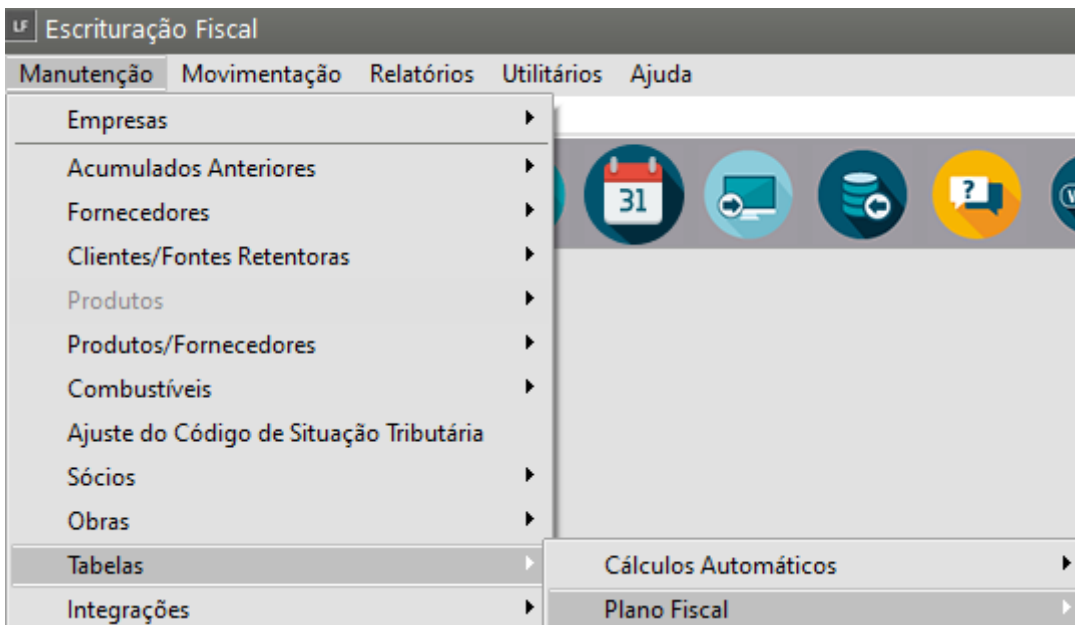 LF Escrituração Fiscal
Manutenção Movimentação Relatórios Utilitários Ajuda
Empresas
Acumulados Anteriores
Fornecedores
Clientes/Fontes Retentoras
Produtos
Produtos/Fornecedores
Combustíveis
Ajuste do Código de Situação Tributária
Sócios
Obras
Tabelas
Integrações
31
?
Cálculos Automáticos
Plano Fiscal